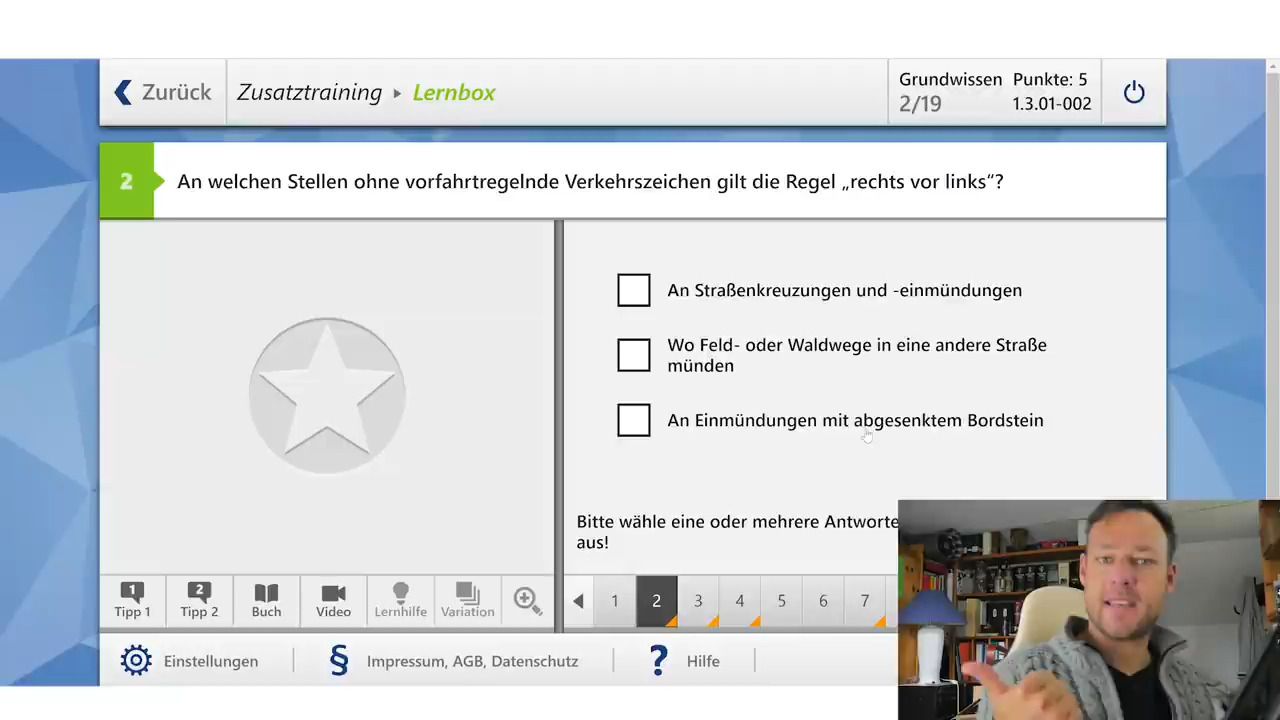 Zurück
Zusatztraining ▸ Lernbox
Grundwissen Punkte: 5
2/19 1.3.01-002
2 An welchen Stellen ohne vorfahrtregelnde Verkehrszeichen gilt die Regel „rechts vor links“?
An Straßenkreuzungen und -einmündungen
Wo Feld- oder Waldwege in eine andere Straße
münden
An Einmündungen mit abgesenktem Bordstein
Bitte wähle eine oder mehrere Antworte
aus!
1 2
Tipp 1 Tipp 2 Buch Video Lernhilfe Variation
1 2 3 4 5 6 7
Einstellungen § Impressum, AGB, Datenschutz ? Hilfe